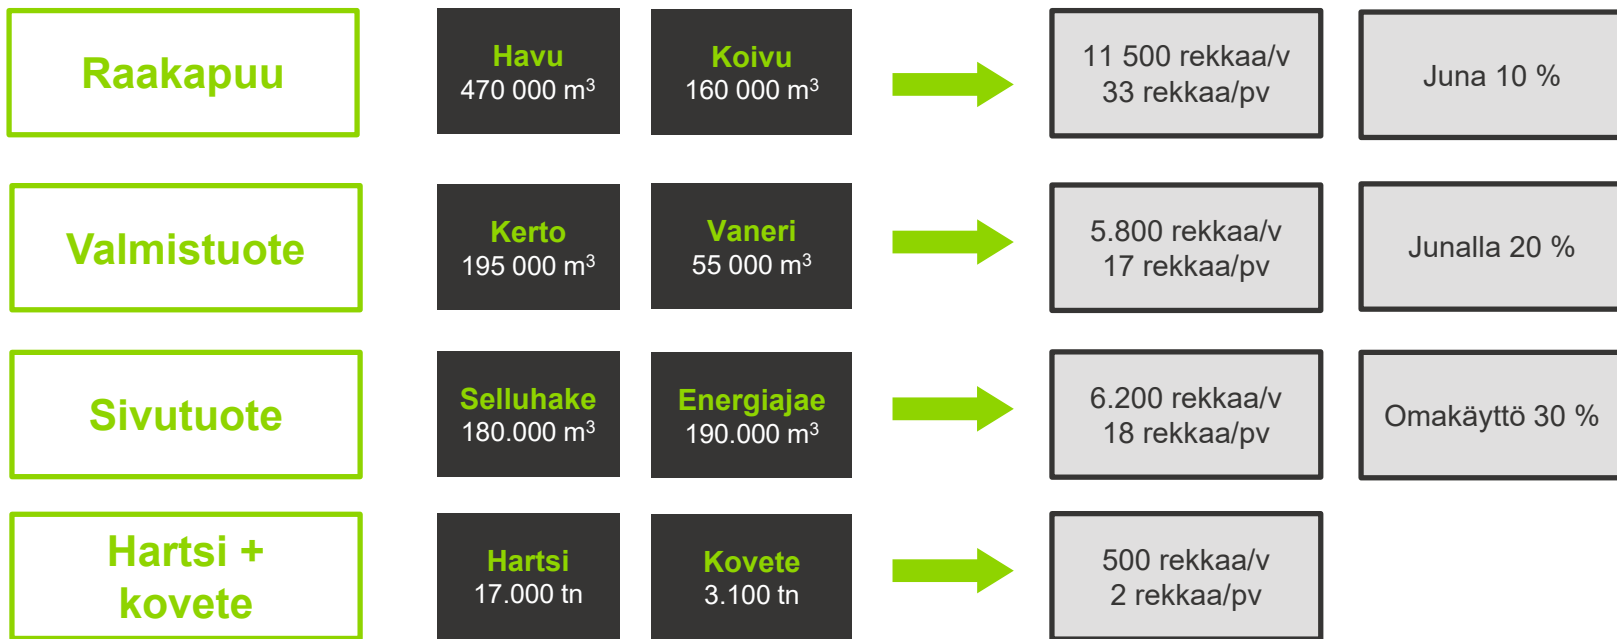 Raakapuu
Havu
470 000 m³
Koivu
160 000 m³
11 500 rekkaa/v
33 rekkaa/pv
Juna 10 %
Valmistuote
Kerto
195 000 m³
Vaneri
55 000 m³
5.800 rekkaa/v
17 rekkaa/pv
Junalla 20 %
Sivutuote
Selluhake
180.000 m³
Energiajae
190.000 m³
6.200 rekkaa/v
18 rekkaa/pv
Omakäyttö 30 %
Hartsi +
kovete
Hartsi
17.000 tn
Kovete
3.100 tn
500 rekkaa/v
2 rekkaa/pv